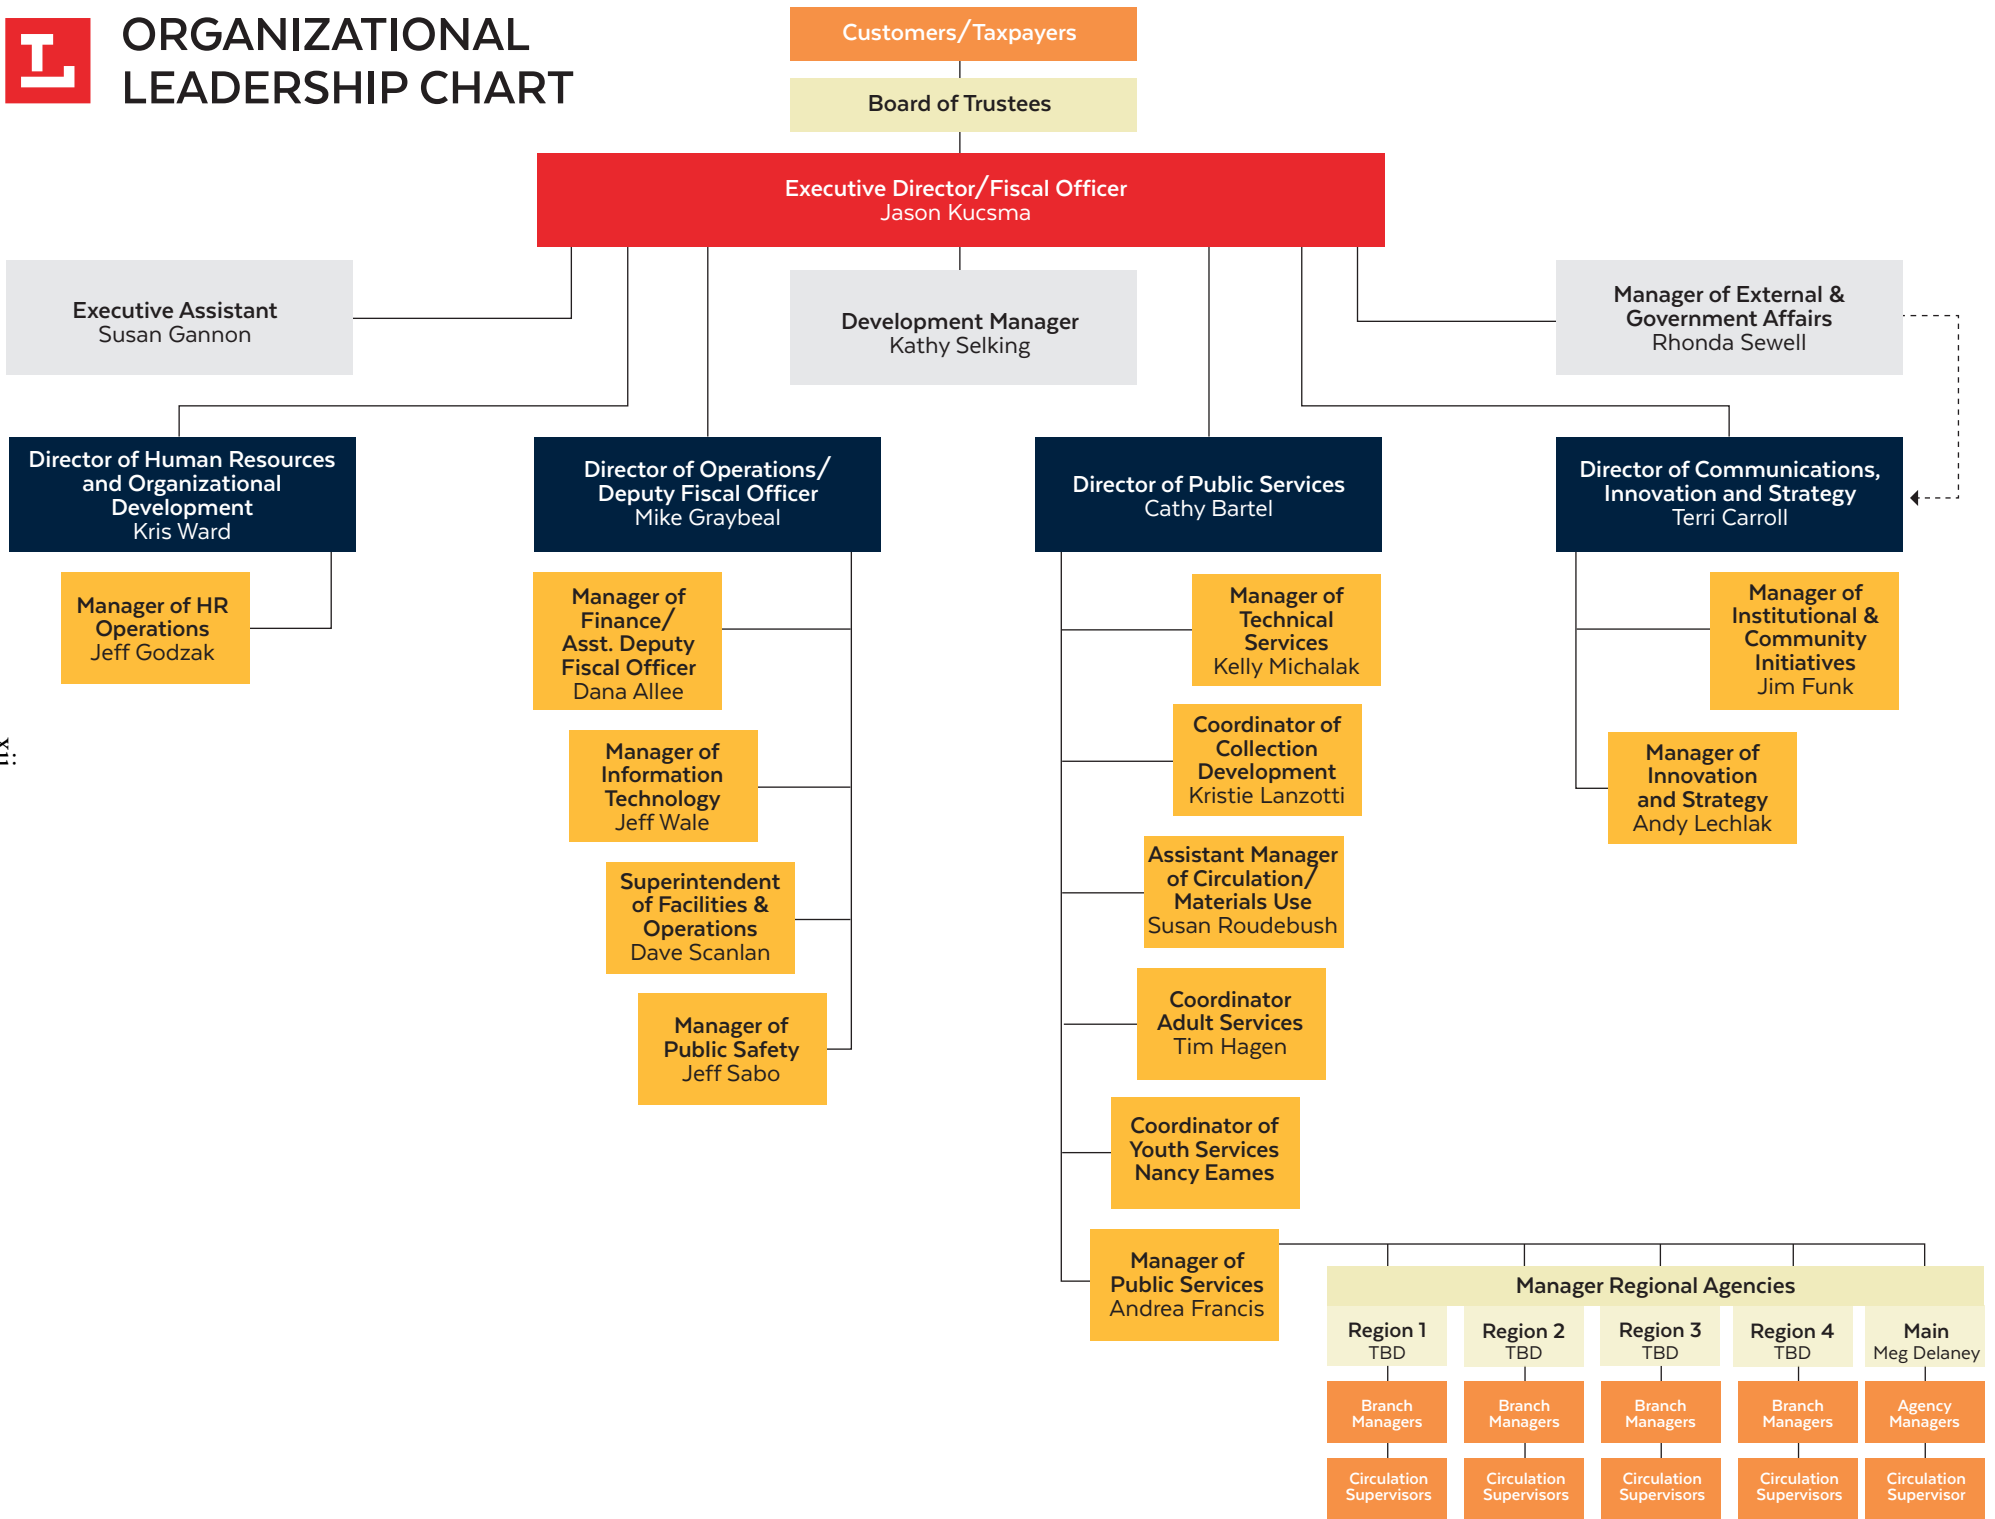 ORGANIZATIONAL
LEADERSHIP CHART
Customers/Taxpayers
Board of Trustees
Executive Director/Fiscal Officer
Jason Kucsma
Executive Assistant
Susan Gannon
Development Manager
Kathy Selking
Manager of External &
Government Affairs
Rhonda Sewell
Director of Human Resources
and Organizational
Development
Kris Ward
Director of Operations/
Deputy Fiscal Officer
Mike Graybeal
Director of Public Services
Cathy Bartel
Director of Communications,
Innovation and Strategy
Terri Carroll
Manager of HR
Operations
Jeff Godzak
Manager of
Finance/
Asst. Deputy
Fiscal Officer
Dana Allee
Manager of
Information
Technology
Jeff Wale
Superintendent
of Facilities &
Operations
Dave Scanlan
Manager of
Public Safety
Jeff Sabo
Manager of
Technical
Services
Kelly Michalak
Coordinator of
Collection
Development
Kristie Lanzotti
Assistant Manager
of Circulation/
Materials Use
Susan Roudebush
Coordinator
Adult Services
Tim Hagen
Coordinator of
Youth Services
Nancy Eames
Manager of
Public Services
Andrea Francis
Manager of
Institutional &
Community
Initiatives
Jim Funk
Manager of
Innovation
and Strategy
Andy Lechlak
Manager Regional Agencies
Region 1
TBD
Region 2
TBD
Region 3
TBD
Region 4
TBD
Main
Meg Delaney
Branch
Managers
Branch
Managers
Branch
Managers
Branch
Managers
Agency
Managers
Circulation
Supervisors
Circulation
Supervisors
Circulation
Supervisors
Circulation
Supervisors
Circulation
Supervisor